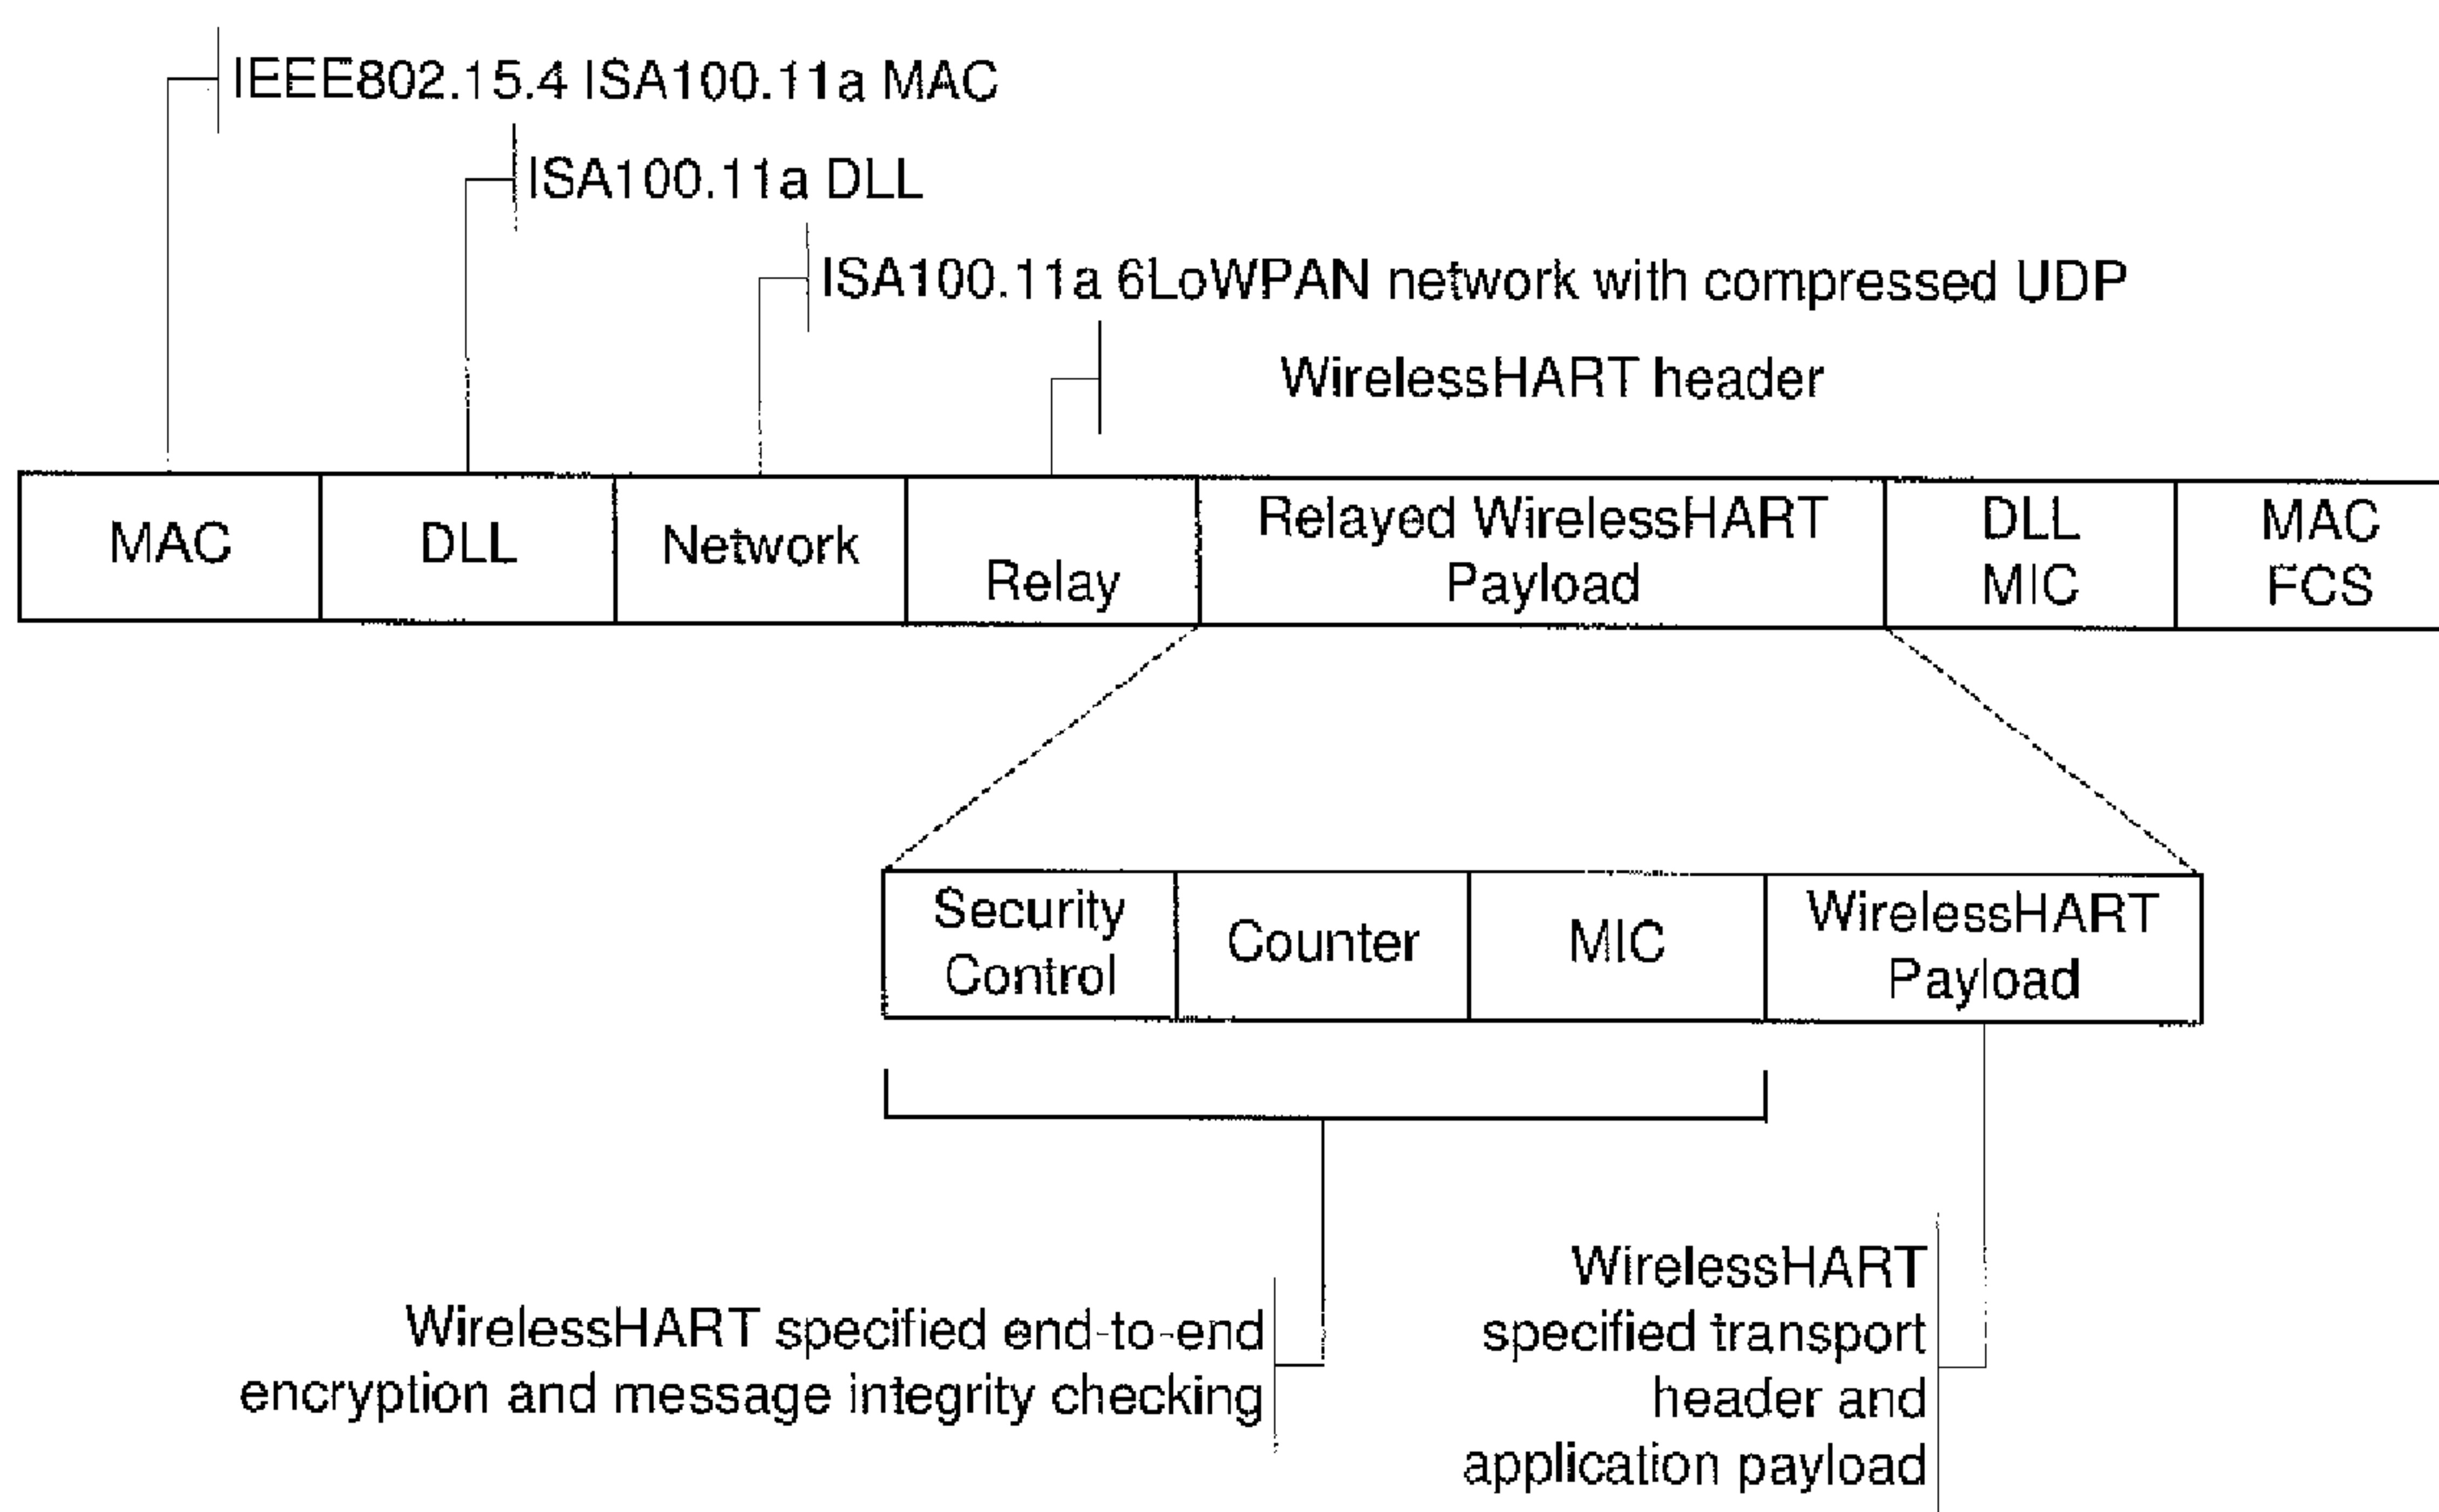 IEEE802.15.4 ISA100.11a MAC
ISA100.11a DLL
ISA100.11a 6LoWPAN network with compressed UDP
WirelessHART header
MAC
DLL
Network
Relay
Relayed WirelessHART
Payload
DLL
MIC
MAC
FCS
Security
Control
Counter
MIC
WirelessHART
Payload
WirelessHART specified end-to-end
encryption and message integrity checking
WirelessHART
specified transport
header and
application payload